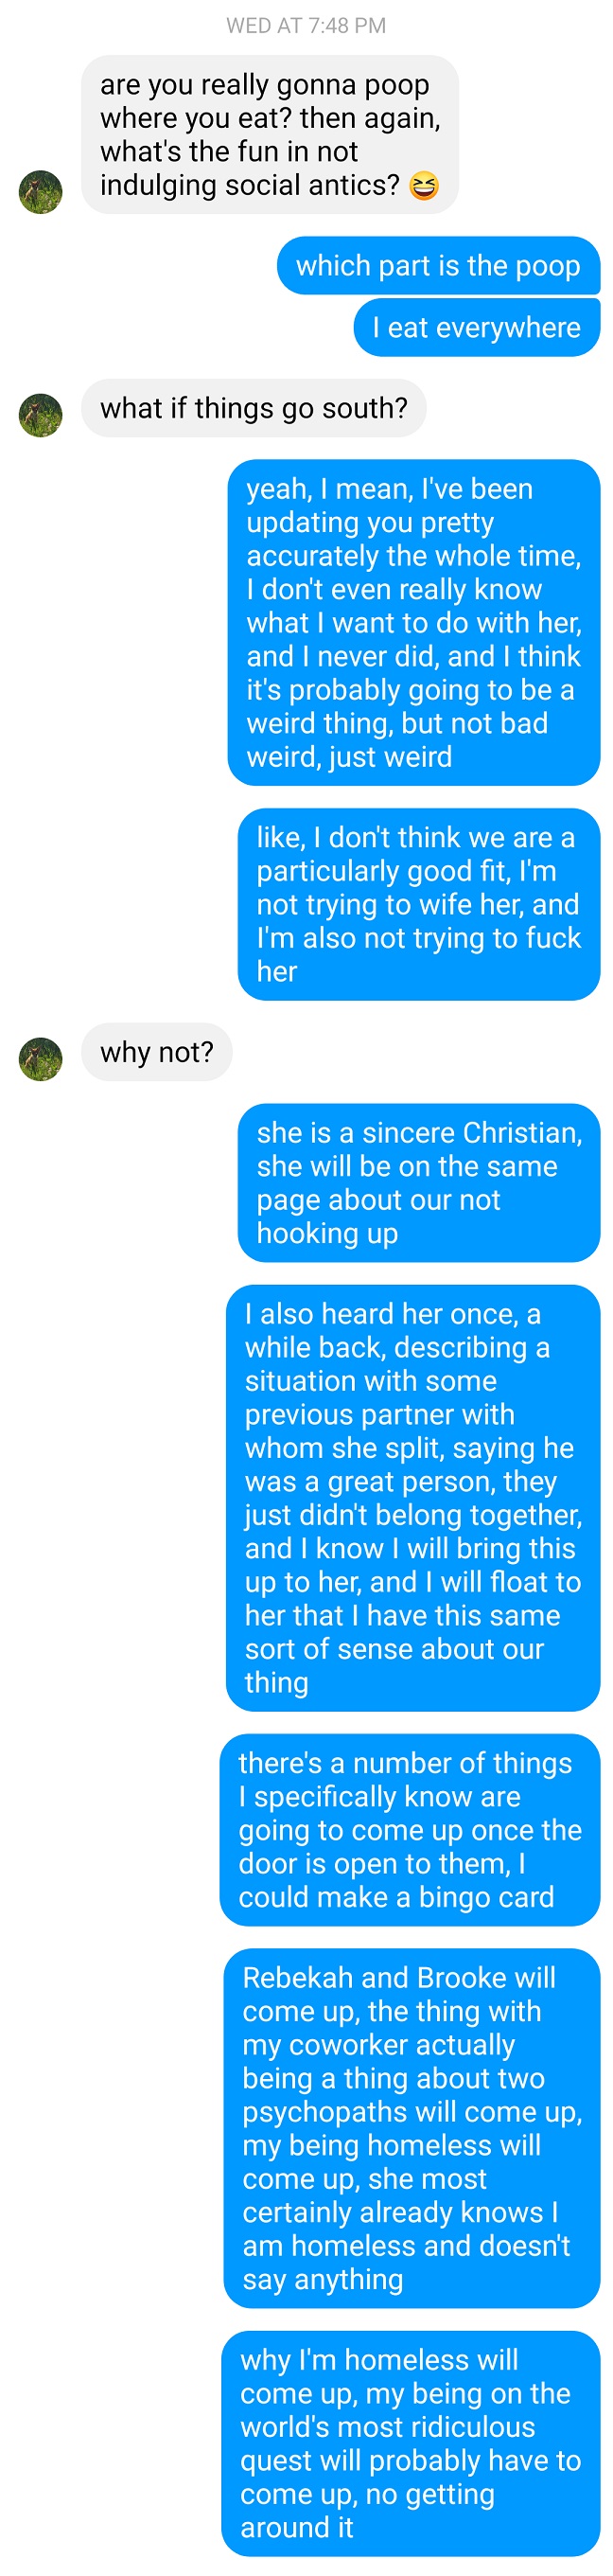 WED AT 7:48 PM
are you really gonna poop
where you eat? then again,
what's the fun in not
indulging social antics? 😆
which part is the poop
I eat everywhere
what if things go south?
yeah, I mean, I've been
updating you pretty
accurately the whole time,
I don't even really know
what I want to do with her,
and I never did, and I think
it's probably going to be a
weird thing, but not bad
weird, just weird
like, I don't think we are a
particularly good fit, I'm
not trying to wife her, and
I'm also not trying to fuck
her
why not?
she is a sincere Christian,
she will be on the same
page about our not
hooking up
I also heard her once, a
while back, describing a
situation with some
previous partner with
whom she split, saying he
was a great person, they
just didn't belong together,
and I know I will bring this
up to her, and I will float to
her that I have this same
sort of sense about our
thing
there's a number of things
I specifically know are
going to come up once the
door is open to them, I
could make a bingo card
Rebekah and Brooke will
come up, the thing with
my coworker actually
being a thing about two
psychopaths will come up,
my being homeless will
come up, she most
certainly already knows I
am homeless and doesn't
say anything
why I'm homeless will
come up, my being on the
world's most ridiculous
quest will probably have to
come up, no getting
around it